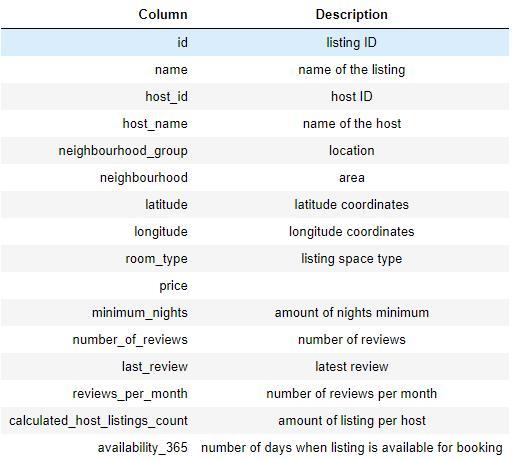 Column Description
id listing ID
name name of the listing
host_id host ID
host_name name of the host
neighbourhood_group location
neighbourhood area
latitude latitude coordinates
longitude longitude coordinates
room_type listing space type
price
minimum_nights amount of nights minimum
number_of_reviews number of reviews
last_review latest review
reviews_per_month number of reviews per month
calculated_host_listings_count amount of listing per host
availability_365 number of days when listing is available for booking